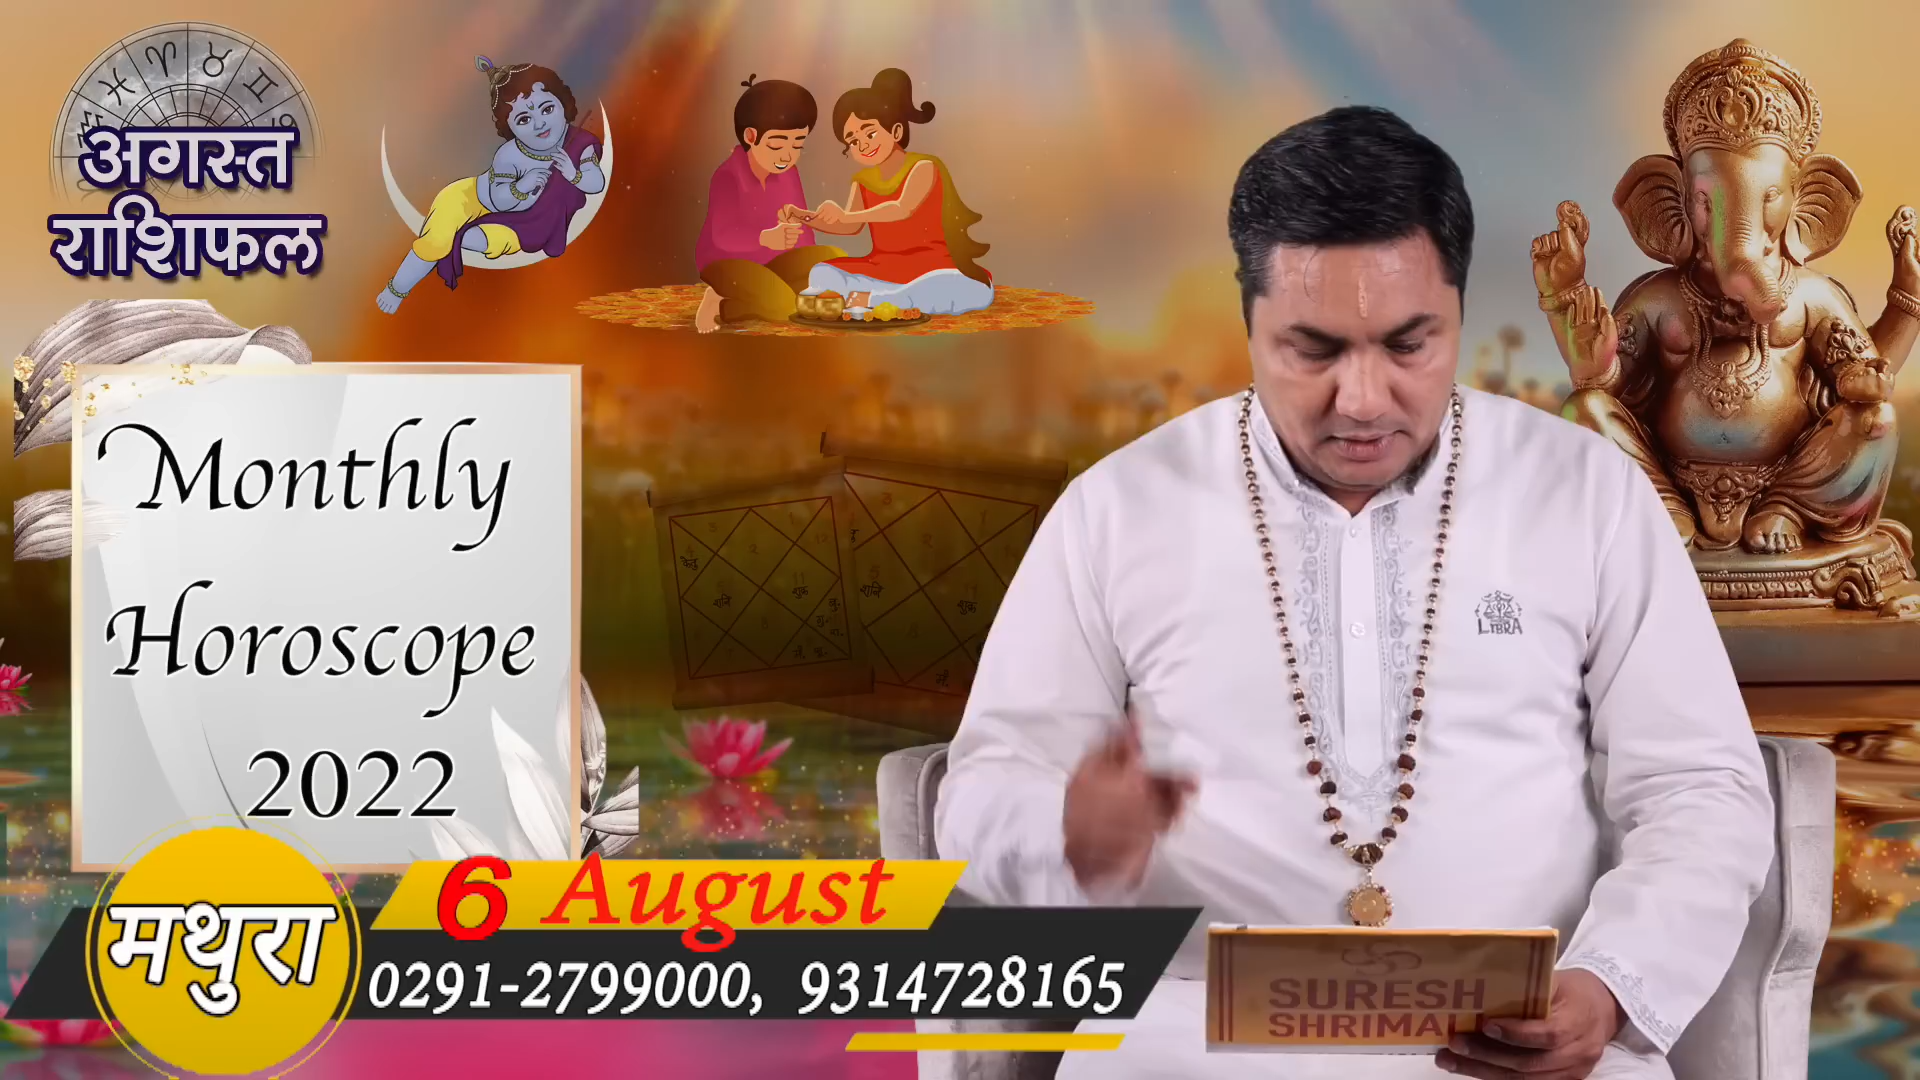 अगस्त
राशिफल
Monthly
Horoscope
2022
मथुरा
6 August
0291-2799000, 9314728165
LIBRA
SURESH
SHRIMALI